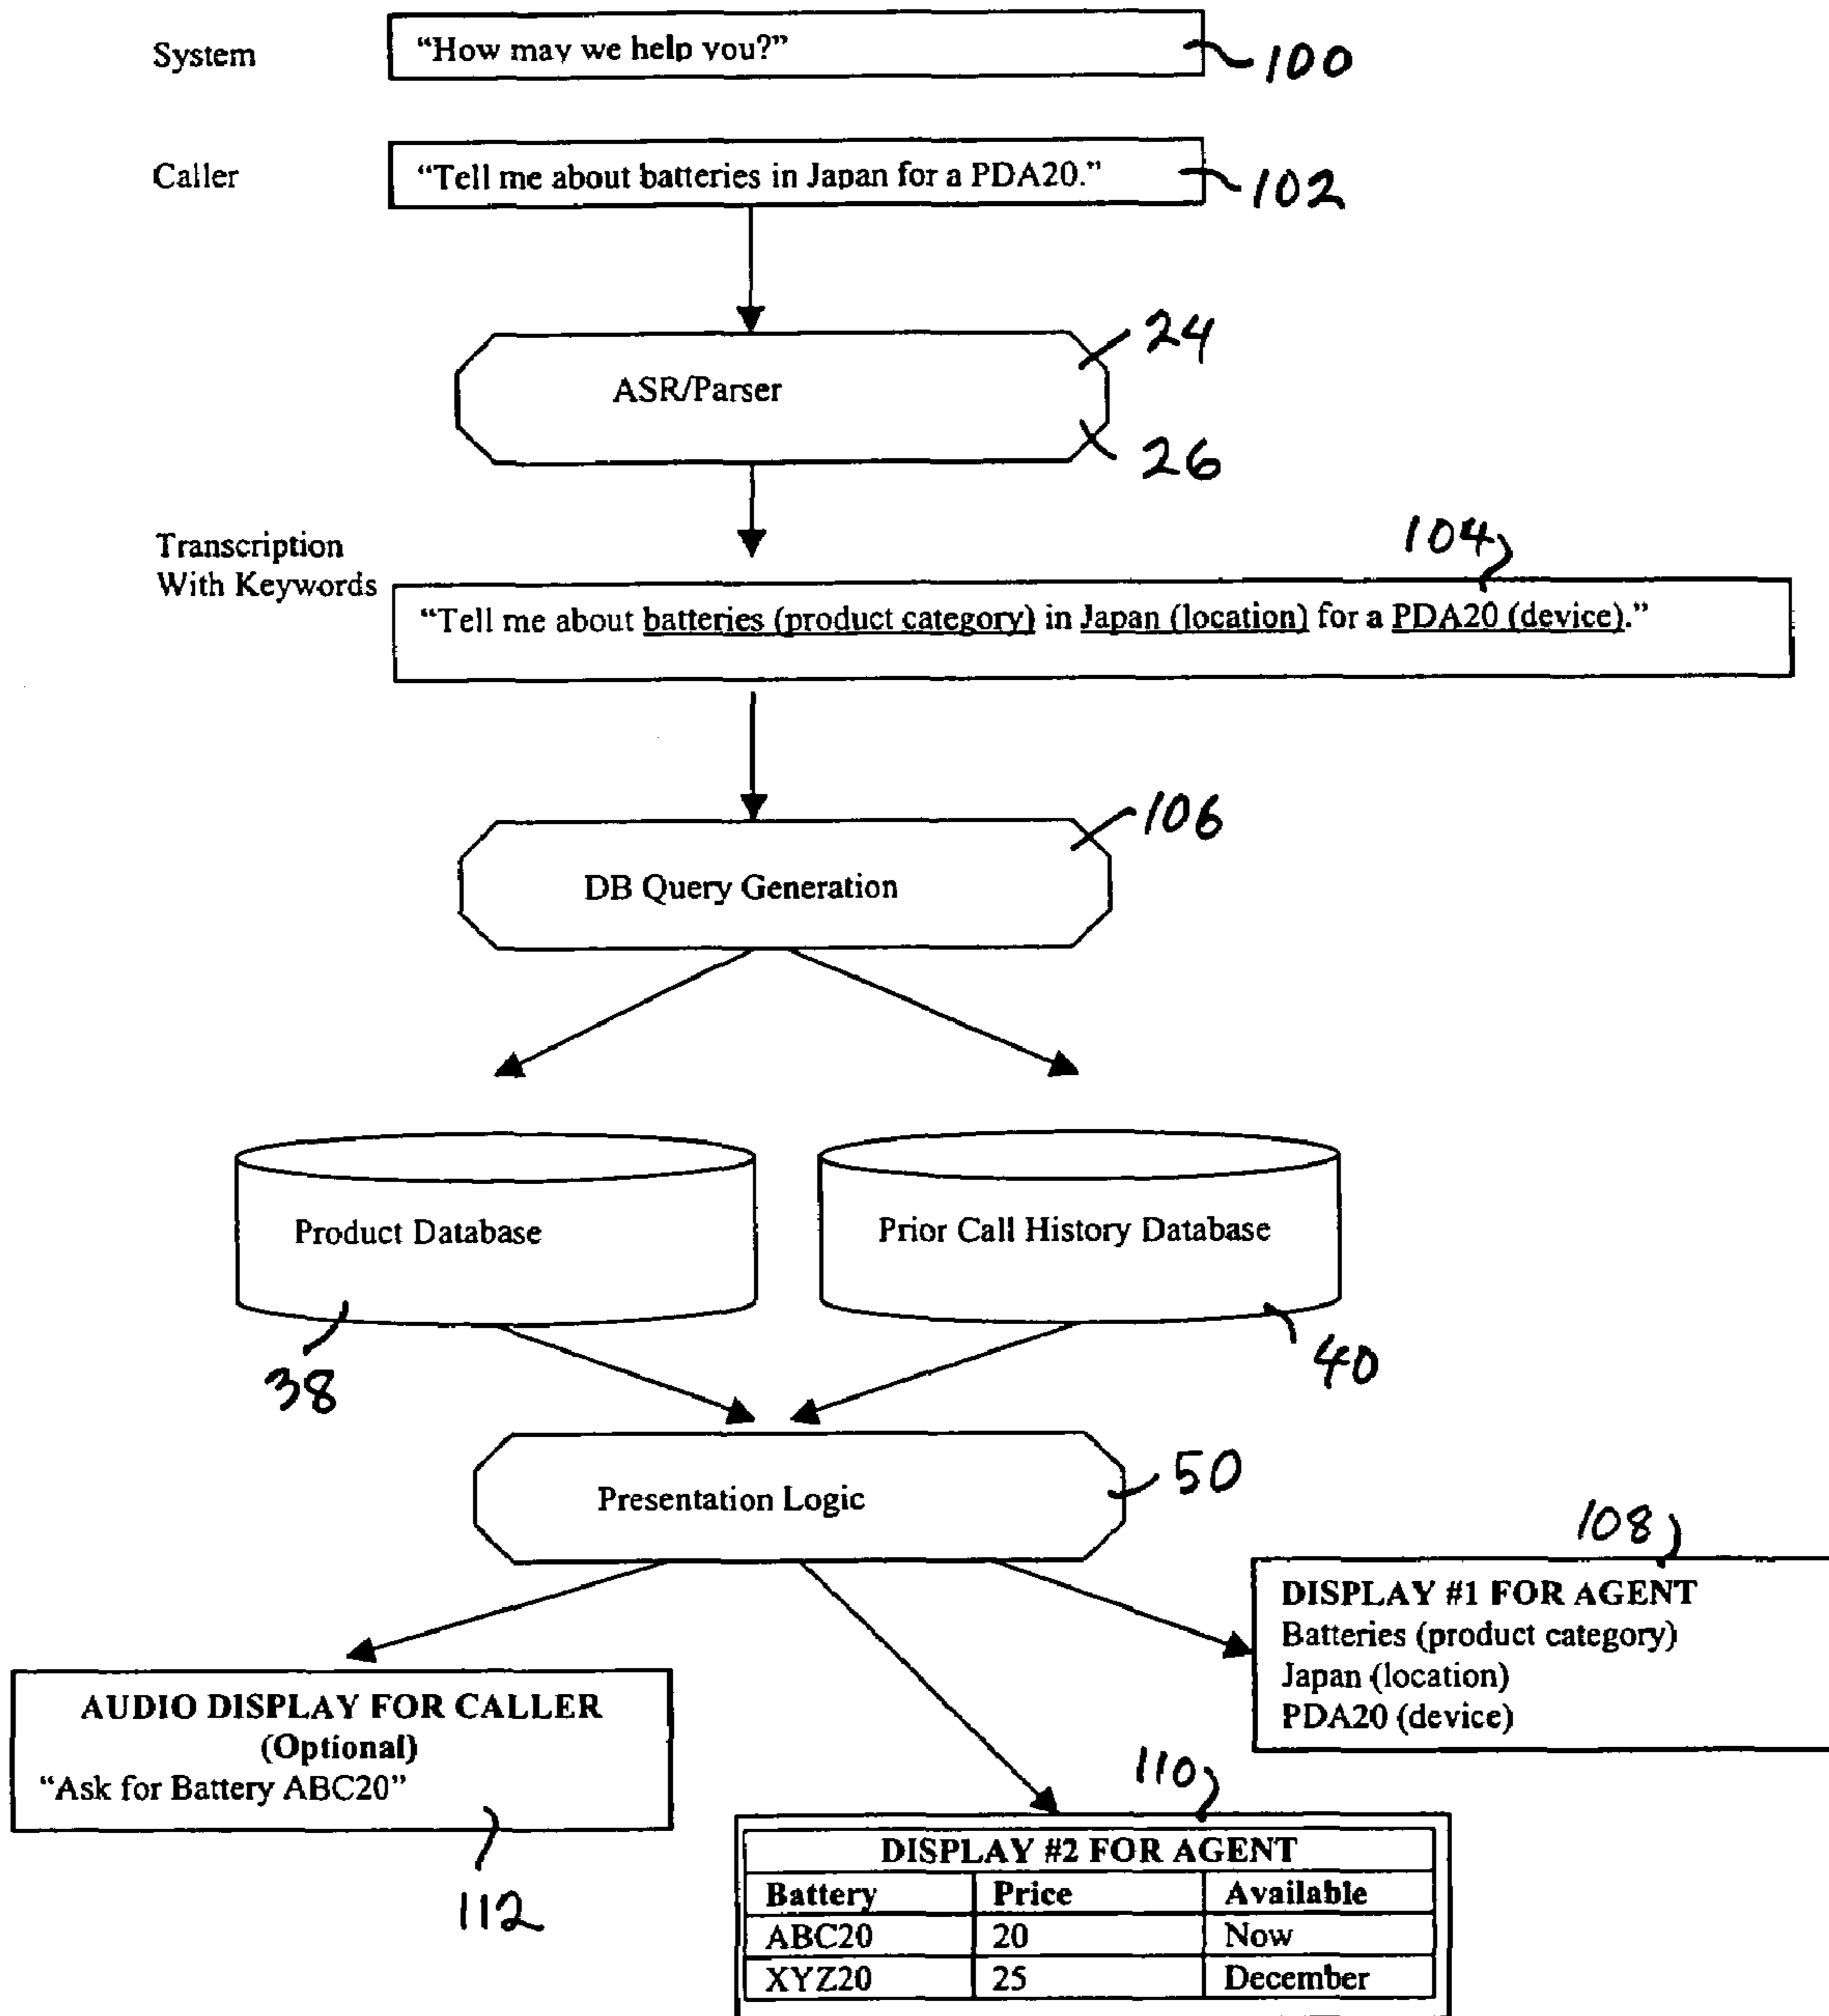 System
“How may we help you?”
100
Caller
“Tell me about batteries in Japan for a PDA20.”
102
24
ASR/Parser
26
Transcription
With Keywords
104
“Tell me about batteries (product category) in Japan (location) for a PDA20 (device).”
106
DB Query Generation
Product Database
Prior Call History Database
38
40
Presentation Logic
50
108
DISPLAY #1 FOR AGENT
Batteries (product category)
Japan (location)
PDA20 (device)
AUDIO DISPLAY FOR CALLER
(Optional)
“Ask for Battery ABC20”
112
110
DISPLAY #2 FOR AGENT
Battery Price Available
ABC20 20 Now
XYZ20 25 December